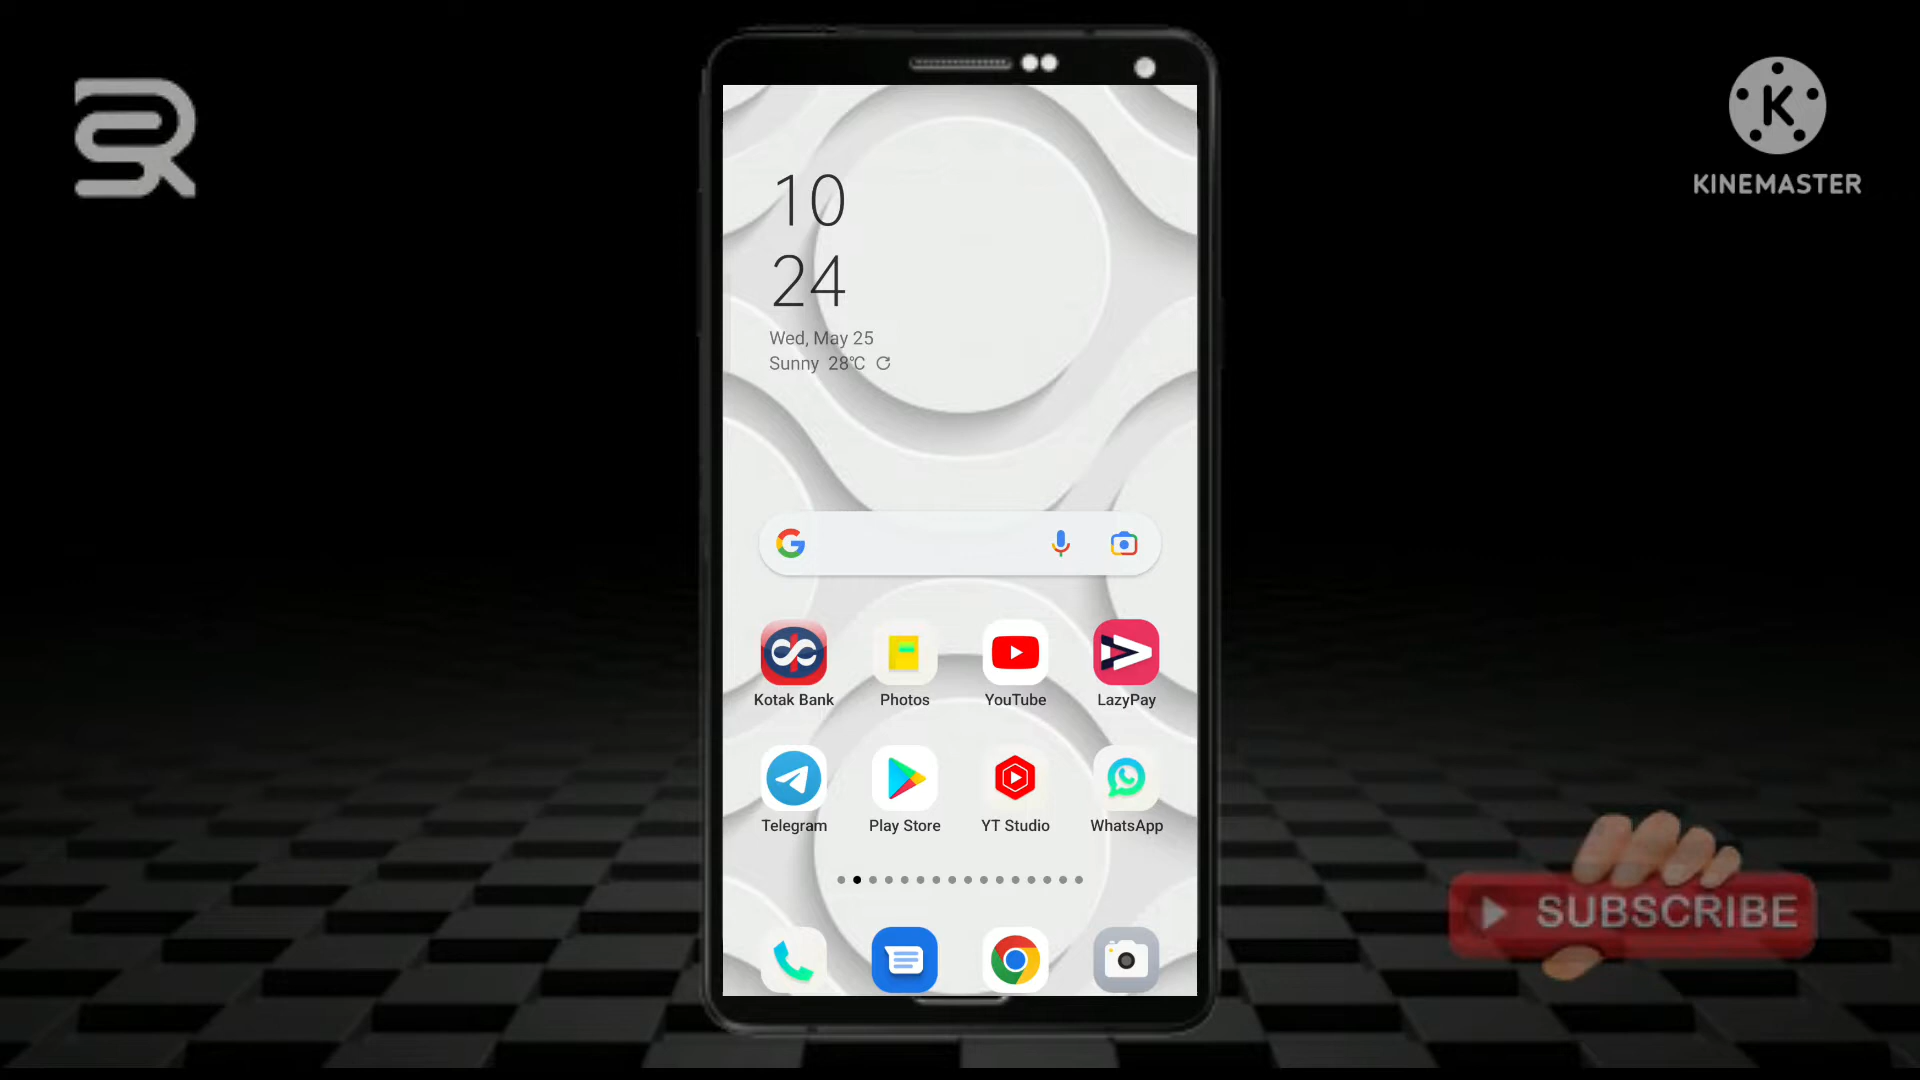 KINEMASTER
10
24
Wed, May 25
Sunny 28°C
Kotak Bank
Photos
YouTube
LazyPay
Telegram
Play Store
YT Studio
WhatsApp
SUBSCRIBE